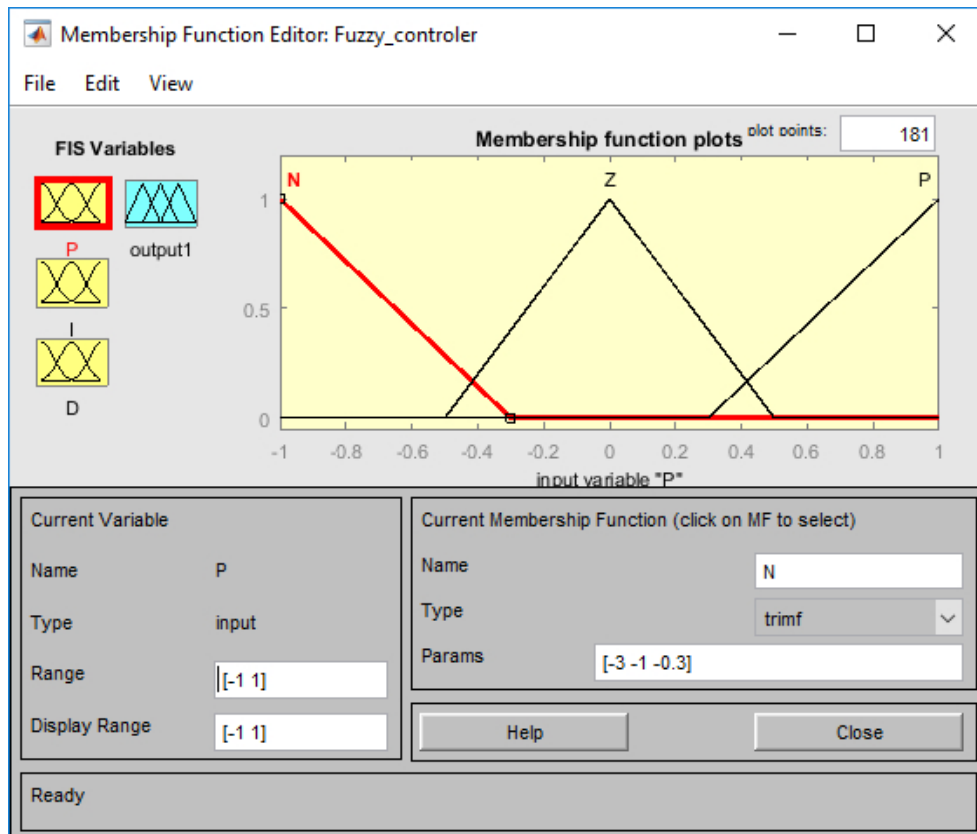 Membership Function Editor: Fuzzy_controler
File Edit View
FIS Variables
P
output1
I
D
Membership function plots
plot points:
181
N Z P
1
0.5
0
-1 -0.8 -0.6 -0.4 -0.2 0 0.2 0.4 0.6 0.8 1
input variable "P"
Current Variable
Name P
Type input
Range [-1 1]
Display Range [-1 1]
Current Membership Function (click on MF to select)
Name N
Type trimf
Params [-3 -1 -0.3]
Help Close
Ready